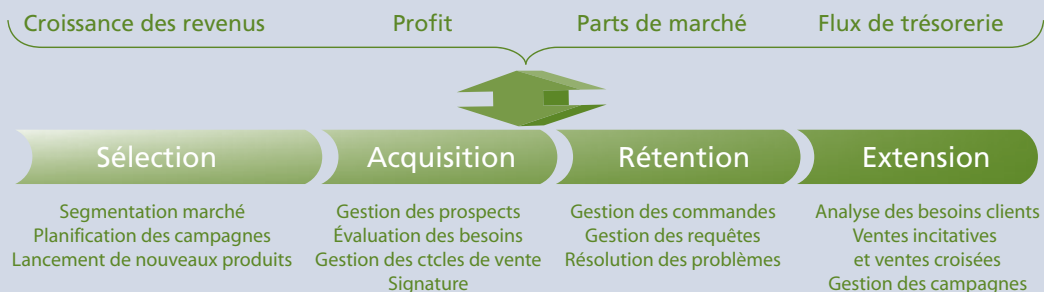 Croissance des revenus
Profit
Parts de marché
Flux de trésorerie
Sélection
Acquisition
Rétention
Extension
Segmentation marché
Planification des campagnes
Lancement de nouveaux produits
Gestion des prospects
Évaluation des besoins
Gestion des ctcles de vente
Signature
Gestion des commandes
Gestion des requêtes
Résolution des problèmes
Analyse des besoins clients
Ventes incitatives
et ventes croisées
Gestion des campagnes